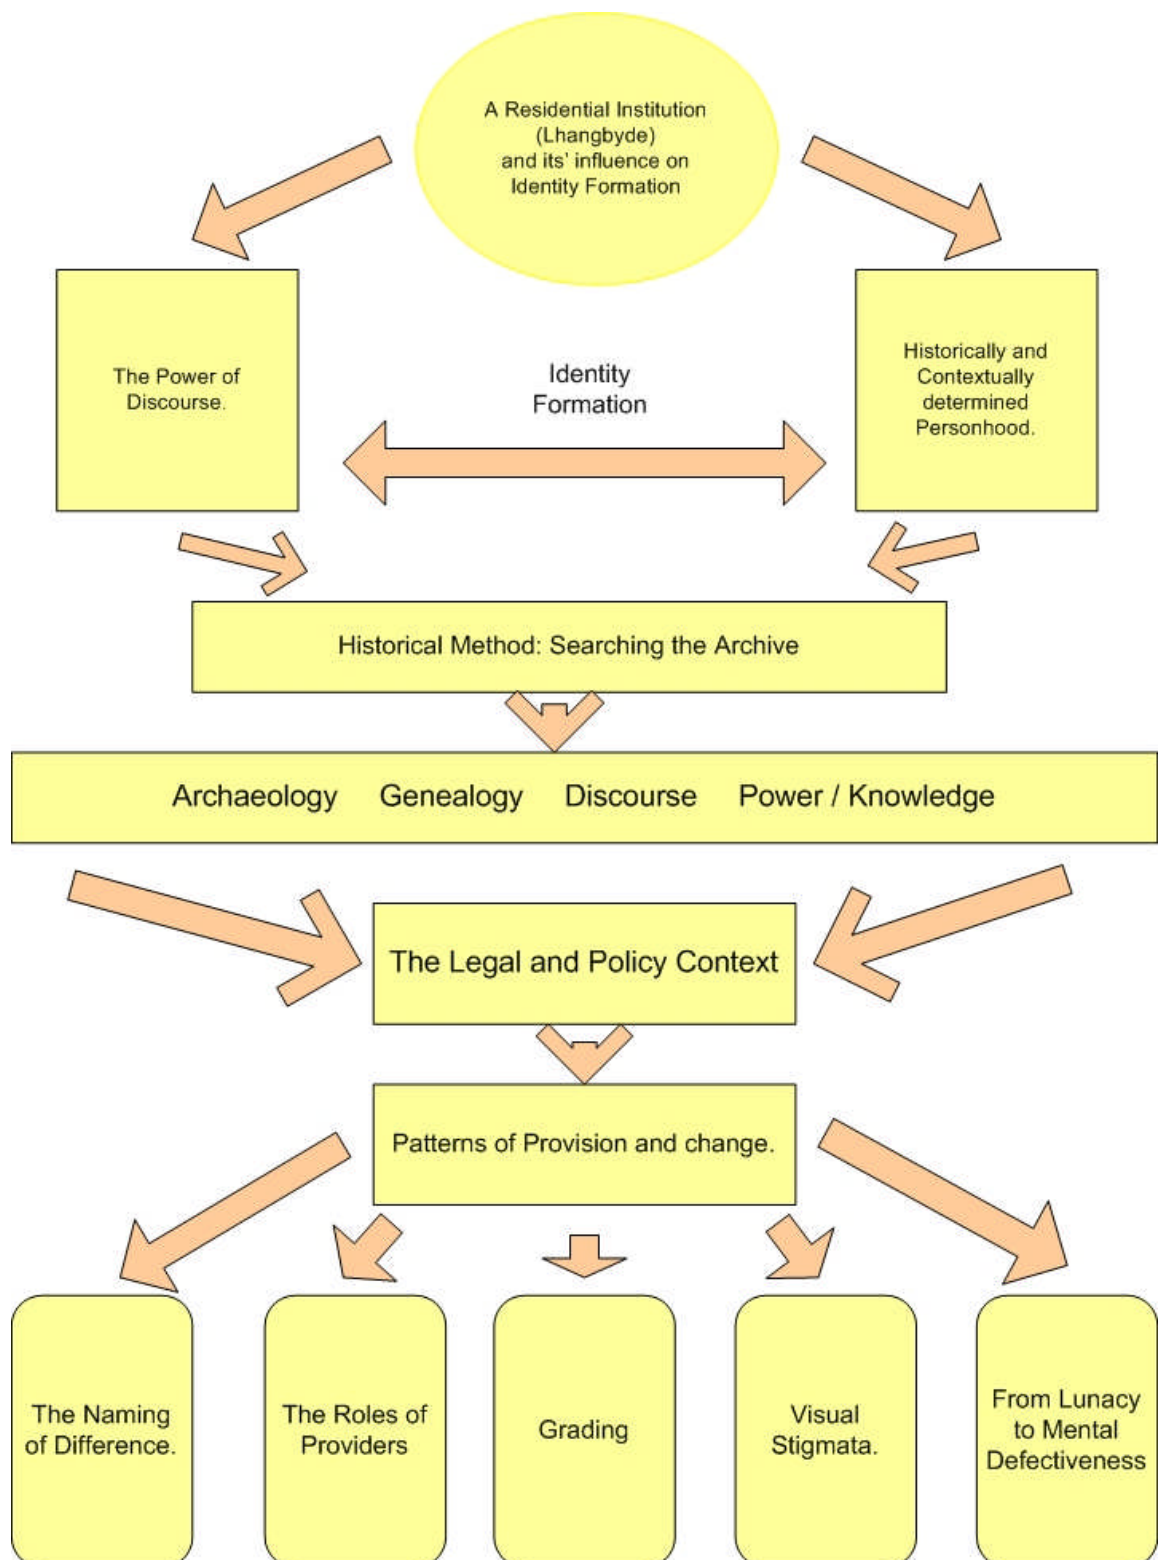 A Residential Institution
(Lhangbyde)
and its' influence on
Identity Formation
The Power of
Discourse.
Identity
Formation
Historically and
Contextually
determined
Personhood.
Historical Method: Searching the Archive
Archaeology Genealogy Discourse Power / Knowledge
The Legal and Policy Context
Patterns of Provision and change.
The Naming
of Difference.
The Roles of
Providers
Grading
Visual
Stigmata.
From Lunacy
to Mental
Defectiveness